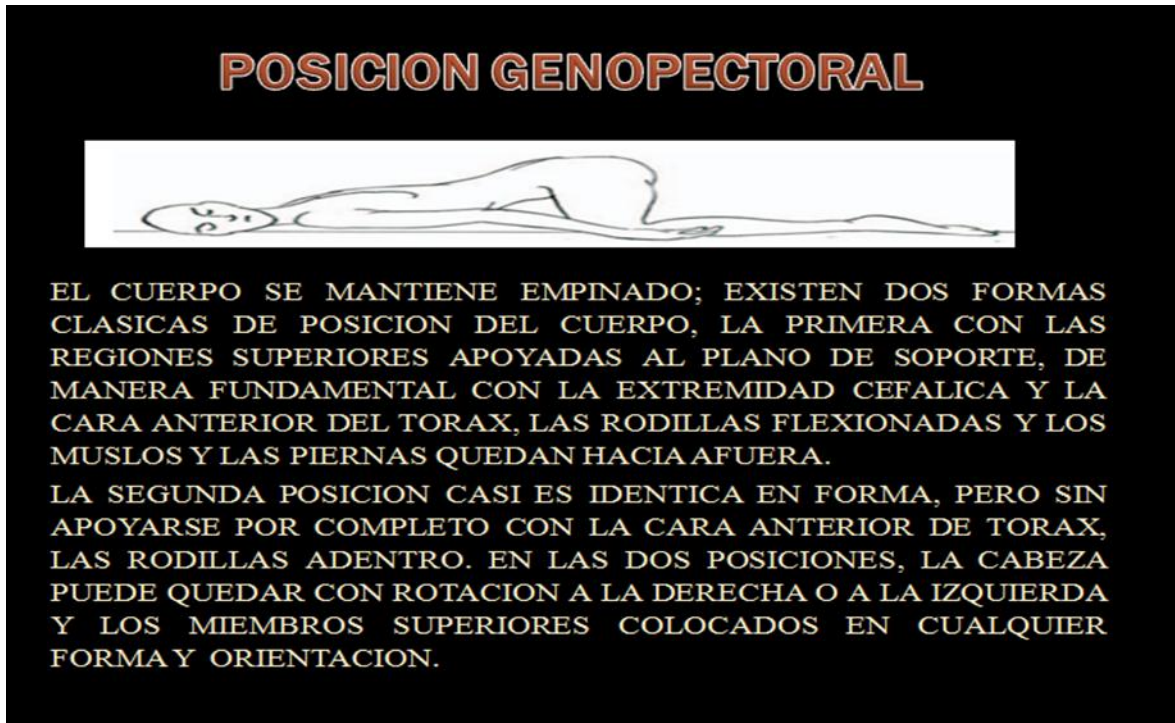 POSICION GENOPECTORAL
EL CUERPO SE MANTIENE EMPINADO; EXISTEN DOS FORMAS
CLASICAS DE POSICION DEL CUERPO, LA PRIMERA CON LAS
REGIONES SUPERIORES APOYADAS AL PLANO DE SOPORTE, DE
MANERA FUNDAMENTAL CON LA EXTREMIDAD CEFALICA Y LA
CARA ANTERIOR DEL TORAX, LAS RODILLAS FLEXIONADAS Y LOS
MUSLOS Y LAS PIERNAS QUEDAN HACIA AFUERA.
LA SEGUNDA POSICION CASI ES IDENTICA EN FORMA, PERO SIN
APOYARSE POR COMPLETO CON LA CARA ANTERIOR DE TORAX,
LAS RODILLAS ADENTRO. EN LAS DOS POSICIONES, LA CABEZA
PUEDE QUEDAR CON ROTACION A LA DERECHA O A LA IZQUIERDA
Y LOS MIEMBROS SUPERIORES COLOCADOS EN CUALQUIER
FORMA Y ORIENTACION.